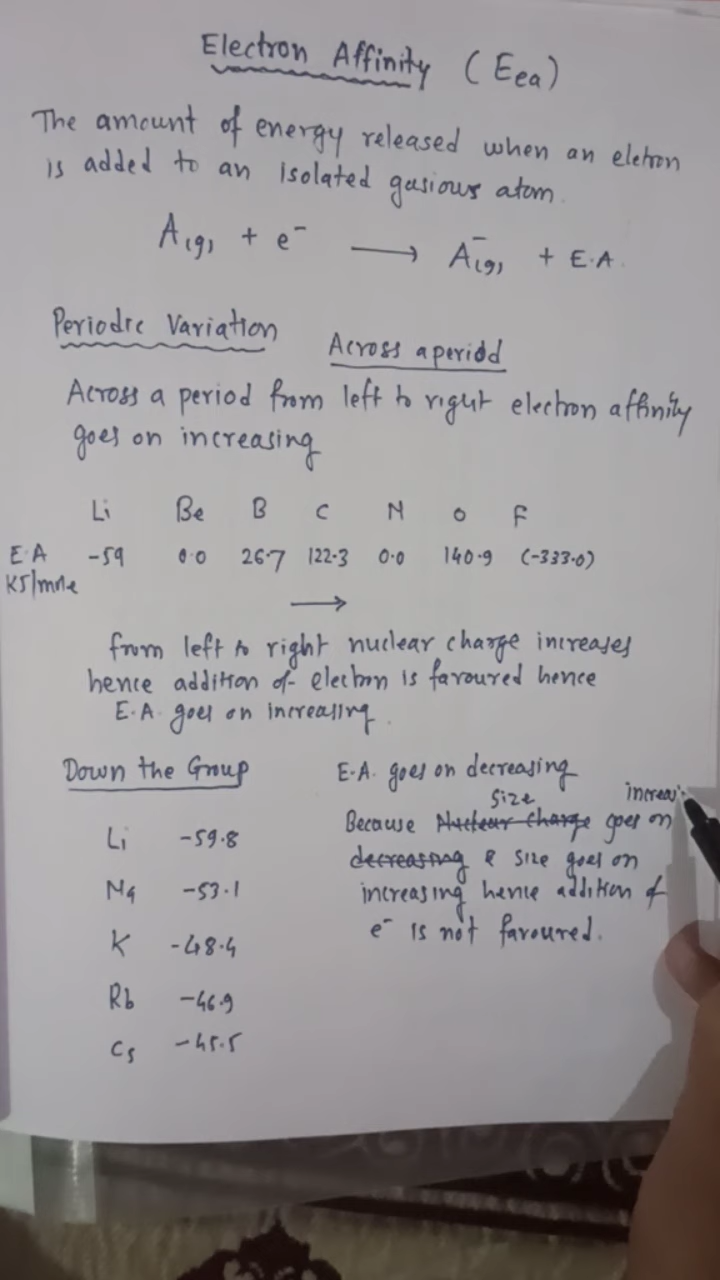 Electron Affinity (Eea)
The amount of energy released when an eletron
is added to an isolated gasious atom.
A(g) + e⁻ ⟶ A⁻(g) + E.A.
Periodic Variation
Across a period
Across a period from left to right electron affinity
goes on increasing
Li Be B C N O F
E.A -59 0.0 26.7 122.3 0.0 140.9 (-333.0)
KJ/mole
⟶
from left to right nuclear charge increases
hence addition of electron is favoured hence
E.A. goes on increasing.
Down the Group
Li -59.8
Na -53.1
K -48.4
Rb -46.9
Cs -45.5
E.A. goes on decreasing
size increa
Because Nuclear charge goes on
decreasing & size goes on
increasing hence addition of
e⁻ is not favoured.